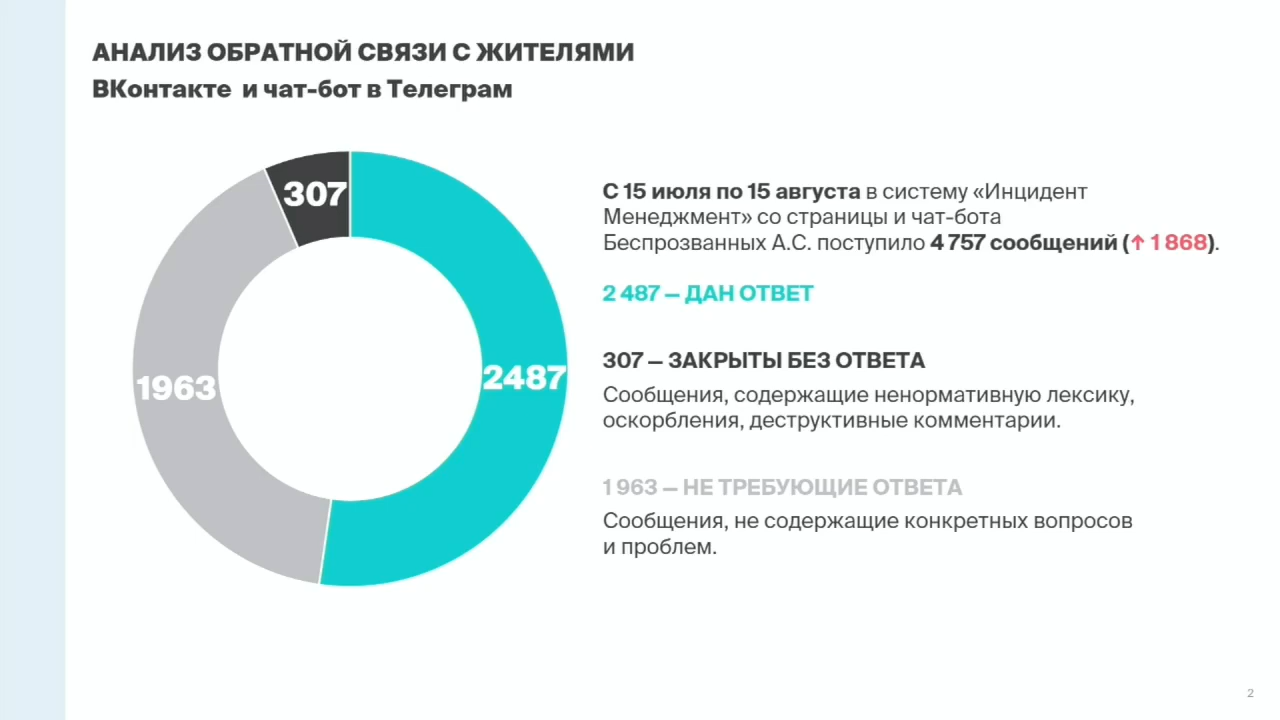 АНАЛИЗ ОБРАТНОЙ СВЯЗИ С ЖИТЕЛЯМИ
ВКонтакте и чат-бот в Телеграм
307
1963
2487
С 15 июля по 15 августа в систему «Инцидент
Менеджмент» со страницы и чат-бота
Беспрозванных А.С. поступило 4 757 сообщений (↑ 1 868).
2 487 – ДАН ОТВЕТ
307 – ЗАКРЫТЫ БЕЗ ОТВЕТА
Сообщения, содержащие ненормативную лексику,
оскорбления, деструктивные комментарии.
1 963 – НЕ ТРЕБУЮЩИЕ ОТВЕТА
Сообщения, не содержащие конкретных вопросов
и проблем.
2